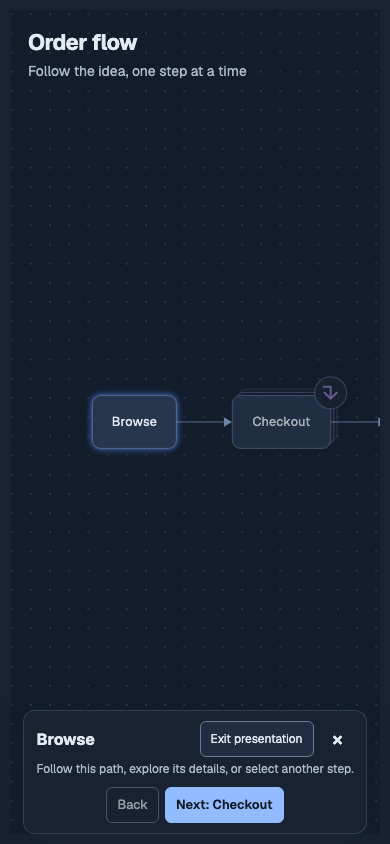 Order flow
Follow the idea, one step at a time
Browse
Checkout
Browse
Exit presentation
×
Follow this path, explore its details, or select another step.
Back
Next: Checkout